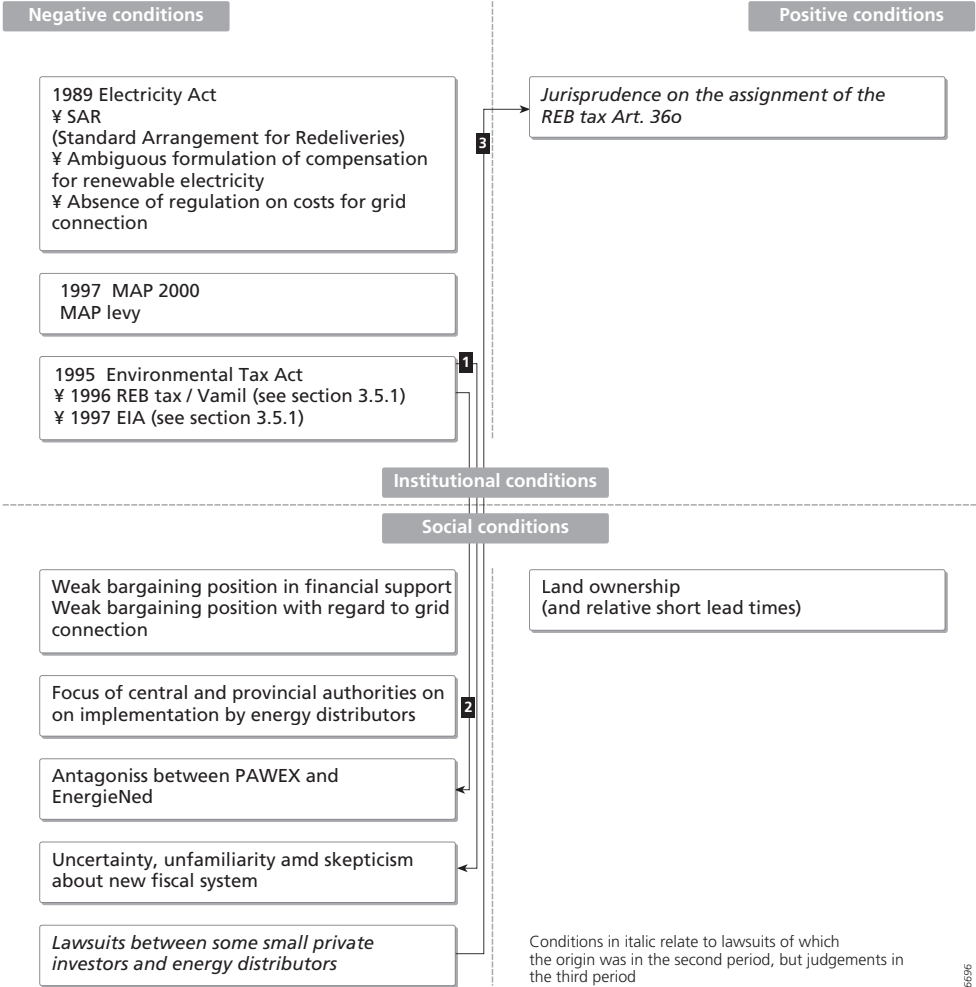 Negative conditions
Positive conditions
1989 Electricity Act
¥ SAR
(Standard Arrangement for Redeliveries)
¥ Ambiguous formulation of compensation
for renewable electricity
¥ Absence of regulation on costs for grid
connection
Jurisprudence on the assignment of the
REB tax Art. 36o
3
1997 MAP 2000
MAP levy
1
1995 Environmental Tax Act
¥ 1996 REB tax / Vamil (see section 3.5.1)
¥ 1997 EIA (see section 3.5.1)
Institutional conditions
Social conditions
Weak bargaining position in financial support
Weak bargaining position with regard to grid
connection
Land ownership
(and relative short lead times)
Focus of central and provincial authorities on
on implementation by energy distributors
2
Antagoniss between PAWEX and
EnergieNed
Uncertainty, unfamiliarity amd skepticism
about new fiscal system
Lawsuits between some small private
investors and energy distributors
Conditions in italic relate to lawsuits of which
the origin was in the second period, but judgements in
the third period
6696